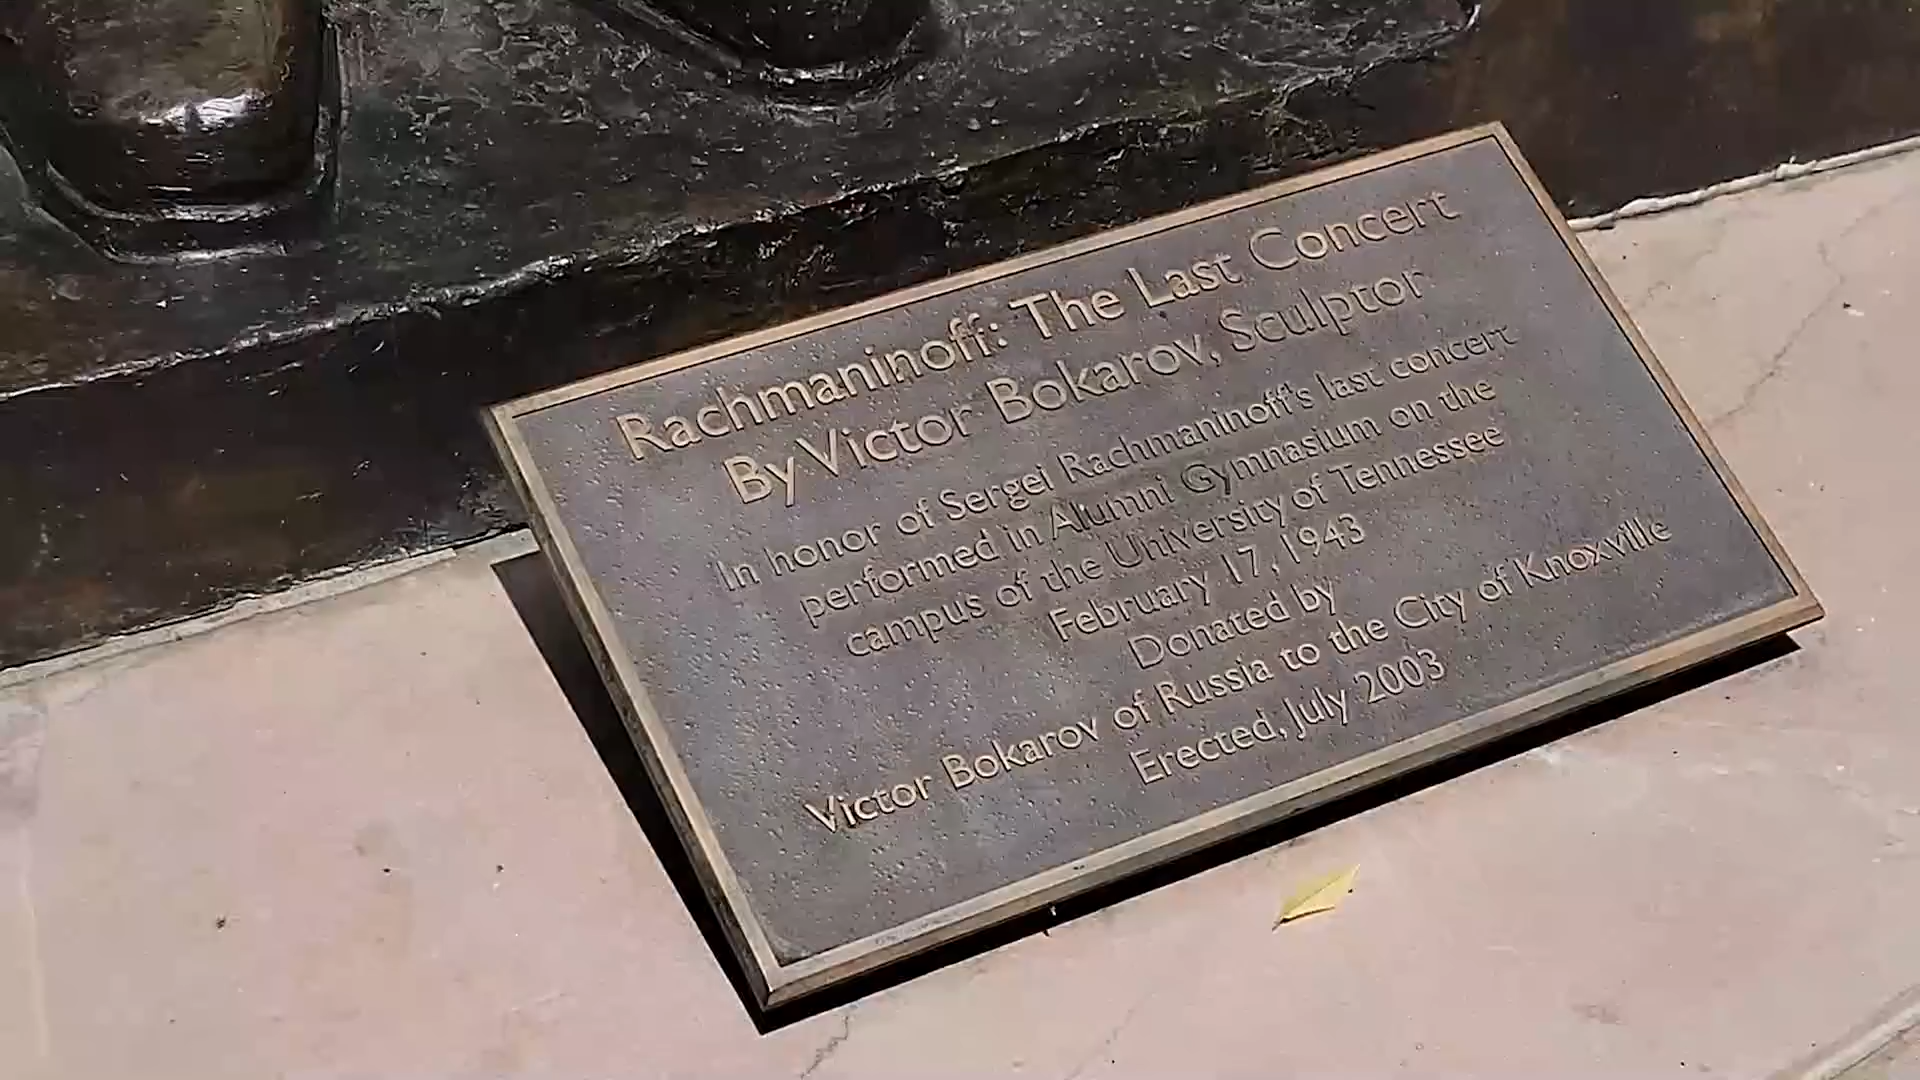 Rachmaninoff: The Last Concert
By Victor Bokarov, Sculptor
In honor of Sergei Rachmaninoff's last concert
performed in Alumni Gymnasium on the
campus of the University of Tennessee
February 17, 1943
Donated by
Victor Bokarov of Russia to the City of Knoxville
Erected, July 2003